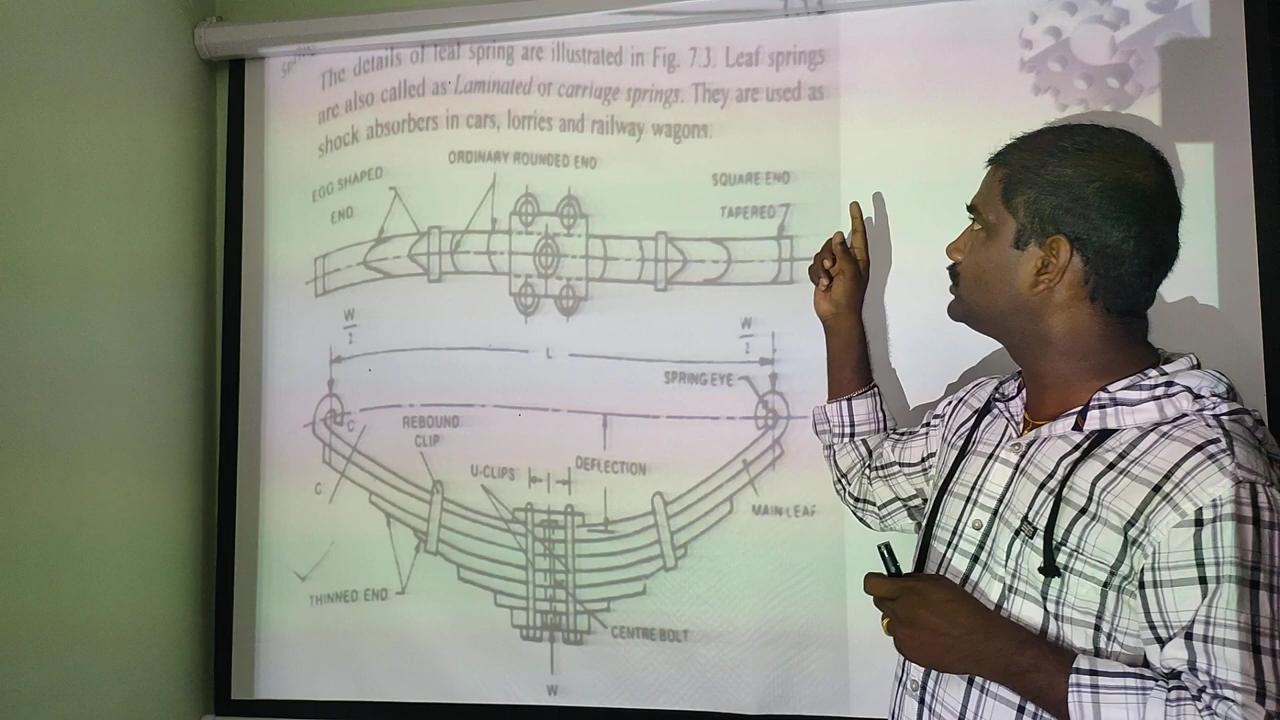 The details of leaf spring are illustrated in Fig. 7.3. Leaf springs
are also called as Laminated or carriage springs. They are used as
shock absorbers in cars, lorries and railway wagons.
ORDINARY ROUNDED END
EGG SHAPED
END
SQUARE END
TAPERED
W
2
W
2
L
SPRING EYE
C
REBOUND
CLIP
U-CLIPS
DEFLECTION
C
MAIN LEAF
THINNED END
CENTRE BOLT
W